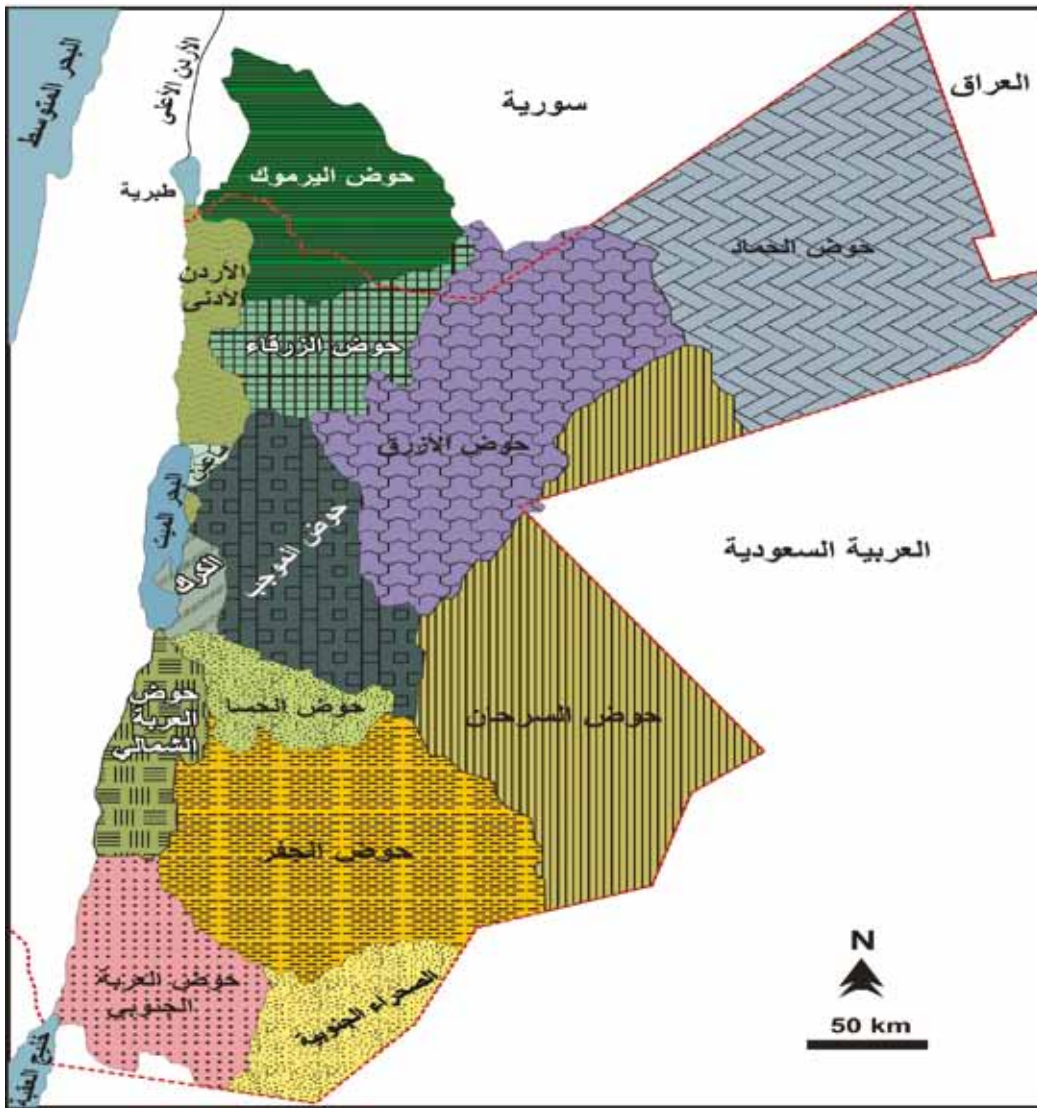 البحر المتوسط
الأردن الأعلى
سورية
العراق
طبرية
حوض اليرموك
حوض الحماد
الأردن
الأدنى
حوض الزرقاء
حوض الأزرق
ماعين
البحر الميت
حوض الموجب
الكرك
العربية السعودية
حوض
العربة
الشمالي
حوض الحسا
حوض السرحان
حوض الجفر
حوض العربة
الجنوبي
الصحراء الجنوبية
خليج العقبة
N
50 km